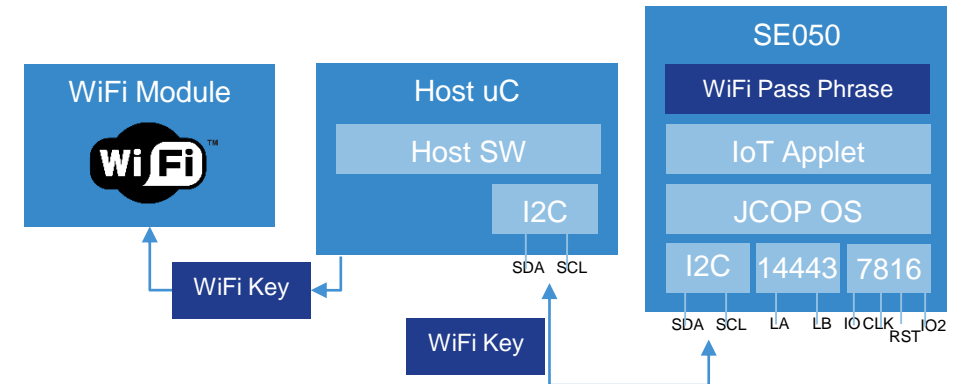 WiFi Module
Wi Fi
TM
WiFi Key
Host uC
Host SW
I2C
SDA SCL
WiFi Key
SE050
WiFi Pass Phrase
IoT Applet
JCOP OS
I2C 14443 7816
SDA SCL LA LB IO CLK RST IO2